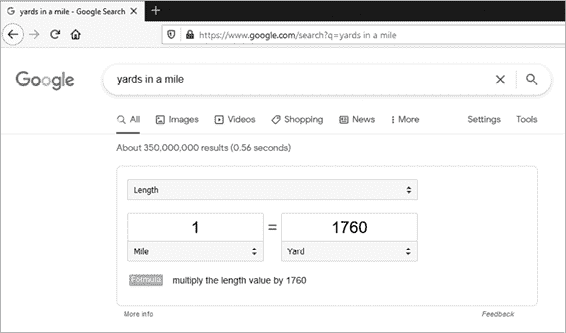 yards in a mile - Google Search
https://www.google.com/search?q=yards in a mile
Google
yards in a mile
All Images Videos Shopping News More Settings Tools
About 350,000,000 results (0.56 seconds)
Length
1 = 1760
Mile Yard
Formula multiply the length value by 1760
More info Feedback